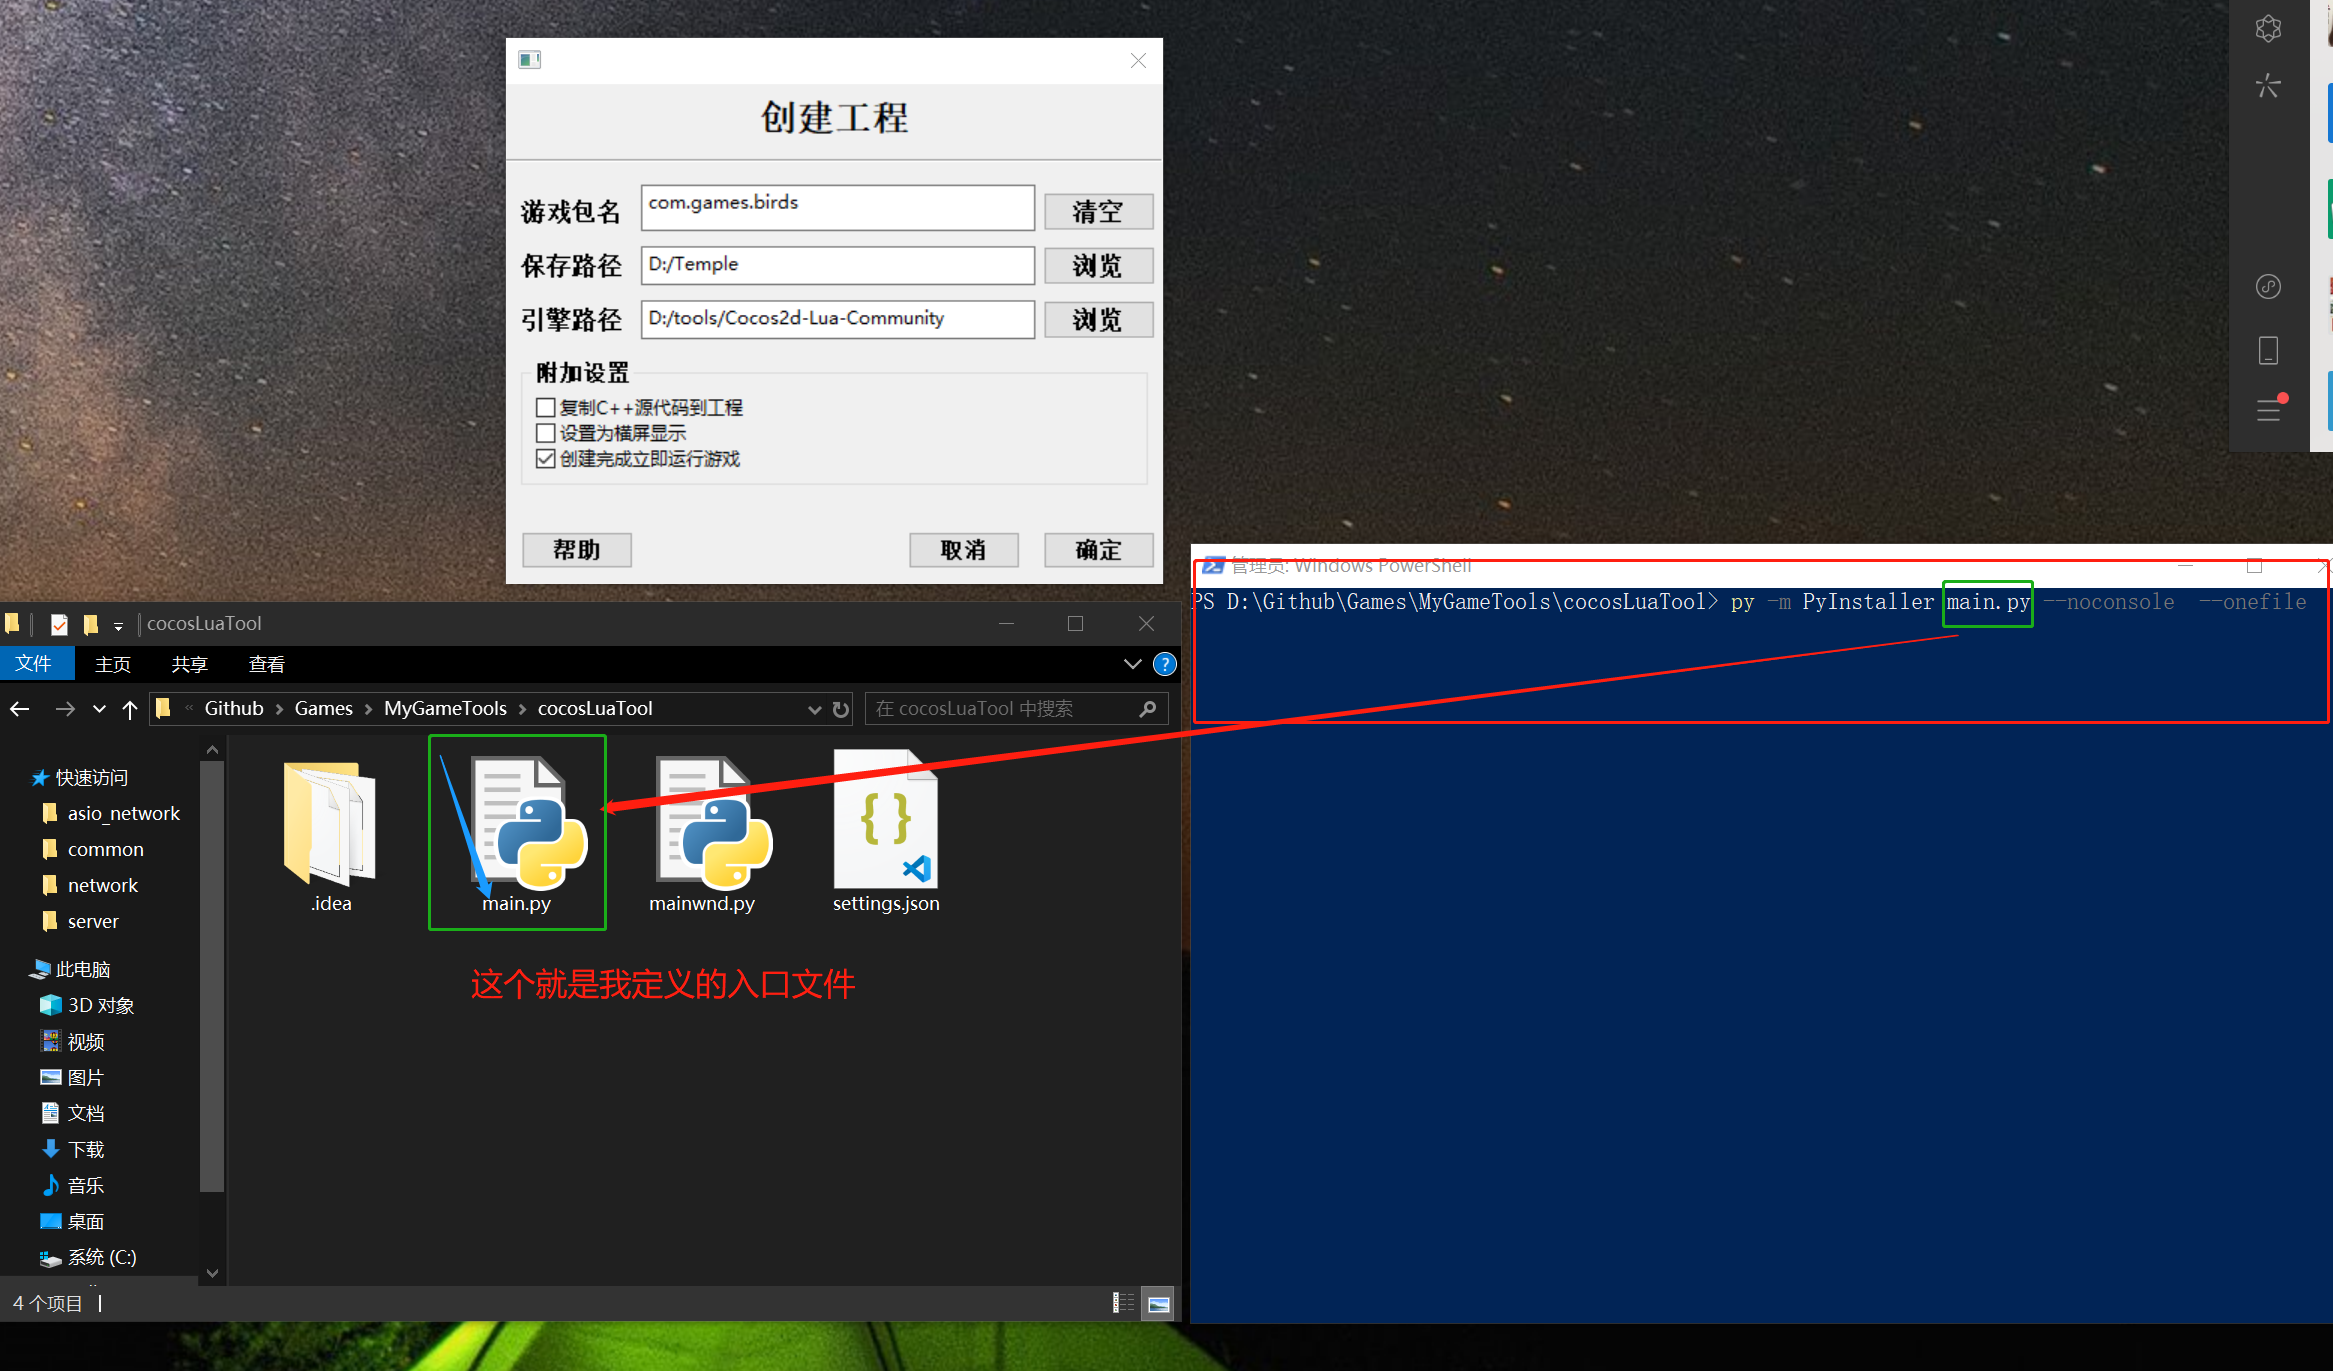 创建工程
游戏包名
com.games.birds
清空
保存路径
D:/Temple
浏览
引擎路径
D:/tools/Cocos2d-Lua-Community
浏览
附加设置
复制C++源代码到工程
设置为横屏显示
创建完成立即运行游戏
帮助
取消
确定
管理员: Windows PowerShell
PS D:\Github\Games\MyGameTools\cocosLuaTool> py -m PyInstaller main.py --noconsole  --onefile
cocosLuaTool
文件
主页
共享
查看
Github
Games
MyGameTools
cocosLuaTool
在 cocosLuaTool 中搜索
快速访问
asio_network
common
network
server
此电脑
3D 对象
视频
图片
文档
下载
音乐
桌面
系统 (C:)
.idea
main.py
mainwnd.py
settings.json
这个就是我定义的入口文件
4 个项目